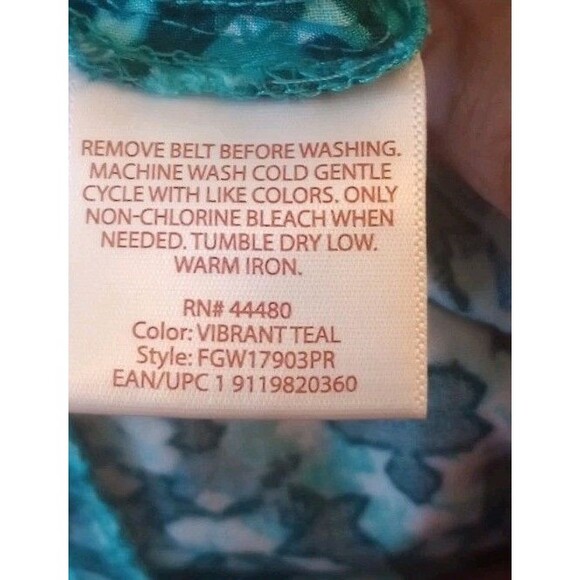 REMOVE BELT BEFORE WASHING.
MACHINE WASH COLD GENTLE
CYCLE WITH LIKE COLORS. ONLY
NON-CHLORINE BLEACH WHEN
NEEDED. TUMBLE DRY LOW.
WARM IRON.
RN# 44480
Color: VIBRANT TEAL
Style: FGW17903PR
EAN/UPC 1 9119820360